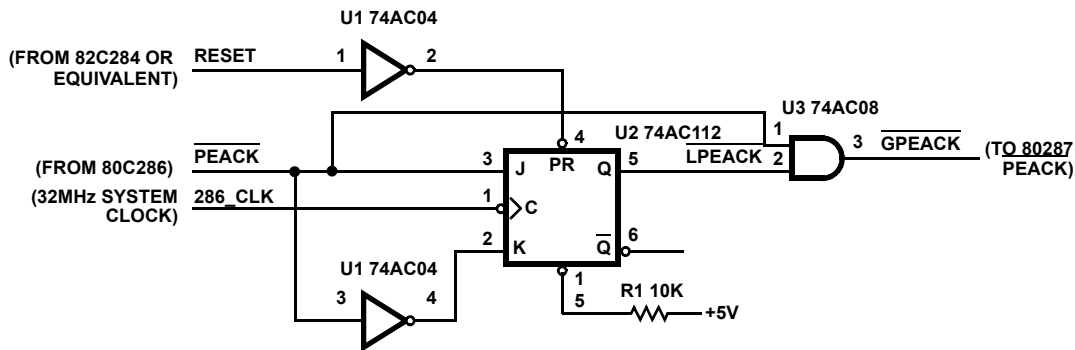 U1 74AC04
(FROM 82C284 OR
EQUIVALENT)
RESET
1
2
U3 74AC08
4
U2 74AC112
1
3
GPEACK
(TO 80287
PEACK)
(FROM 80C286)
PEACK
3
J
PR
Q
5
LPEACK
2
(32MHz SYSTEM
CLOCK)
286_CLK
1
C
2
K
Q
6
U1 74AC04
3
4
1
5
R1 10K
+5V